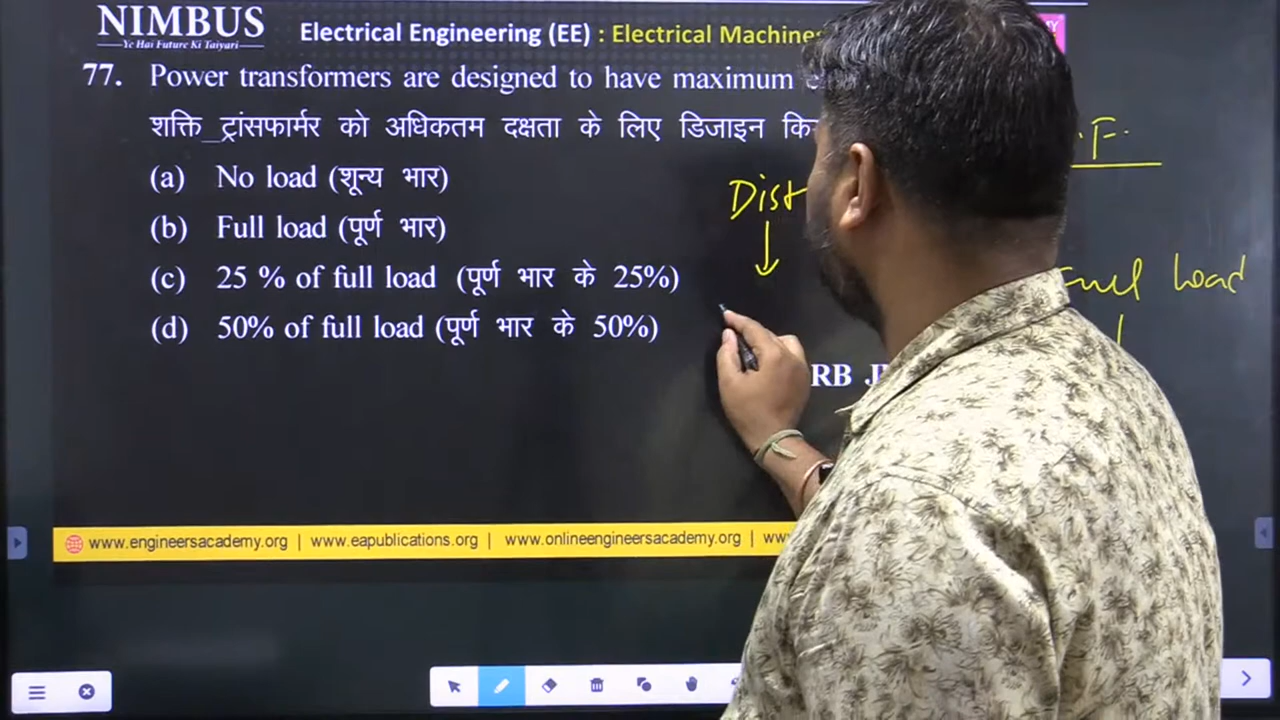 NIMBUS
Ye Hai Future Ki Taiyari
Electrical Engineering (EE) : Electrical Machines
77. Power transformers are designed to have maximum
शक्ति_ट्रांसफार्मर को अधिकतम दक्षता के लिए डिजाइन
.F.
(a) No load (शून्य भार)
Dist
(b) Full load (पूर्ण भार)
(c) 25 % of full load (पूर्ण भार के 25%)
Full load
(d) 50% of full load (पूर्ण भार के 50%)
RB J
www.engineersacademy.org | www.eapublications.org | www.onlineengineersacademy.org |